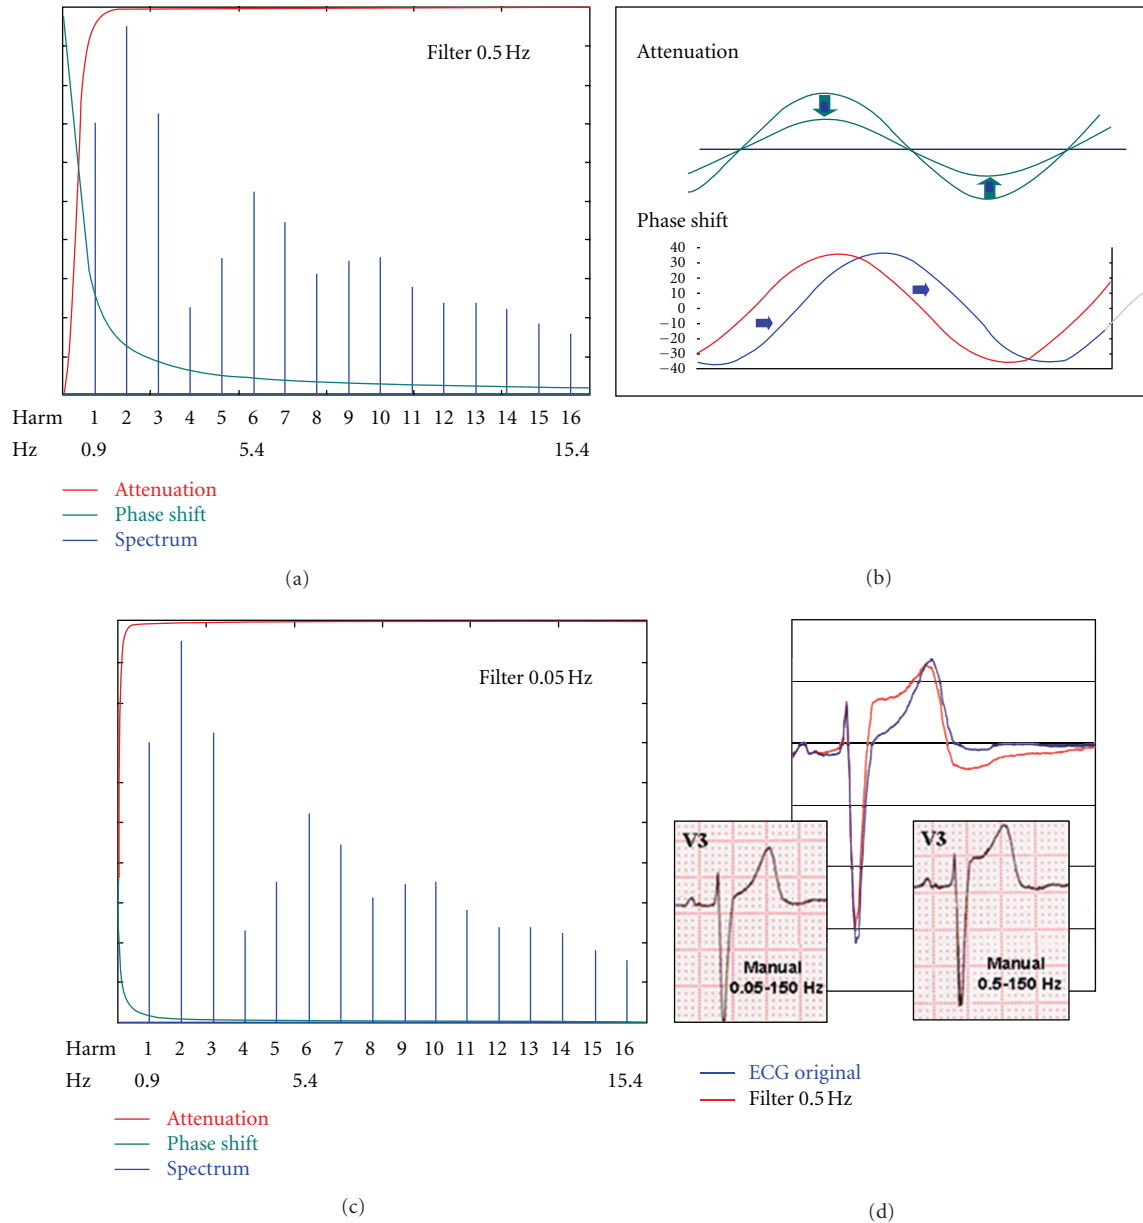 Filter 0.5 Hz
Harm 1 2 3 4 5 6 7 8 9 10 11 12 13 14 15 16
Hz 0.9 5.4 15.4
Attenuation
Phase shift
Spectrum
(a)
Attenuation
Phase shift
40
30
20
10
0
−10
−20
−30
−40
(b)
Filter 0.05 Hz
Harm 1 2 3 4 5 6 7 8 9 10 11 12 13 14 15 16
Hz 0.9 5.4 15.4
Attenuation
Phase shift
Spectrum
(c)
V3
Manual
0.05-150 Hz
V3
Manual
0.5-150 Hz
ECG original
Filter 0.5 Hz
(d)